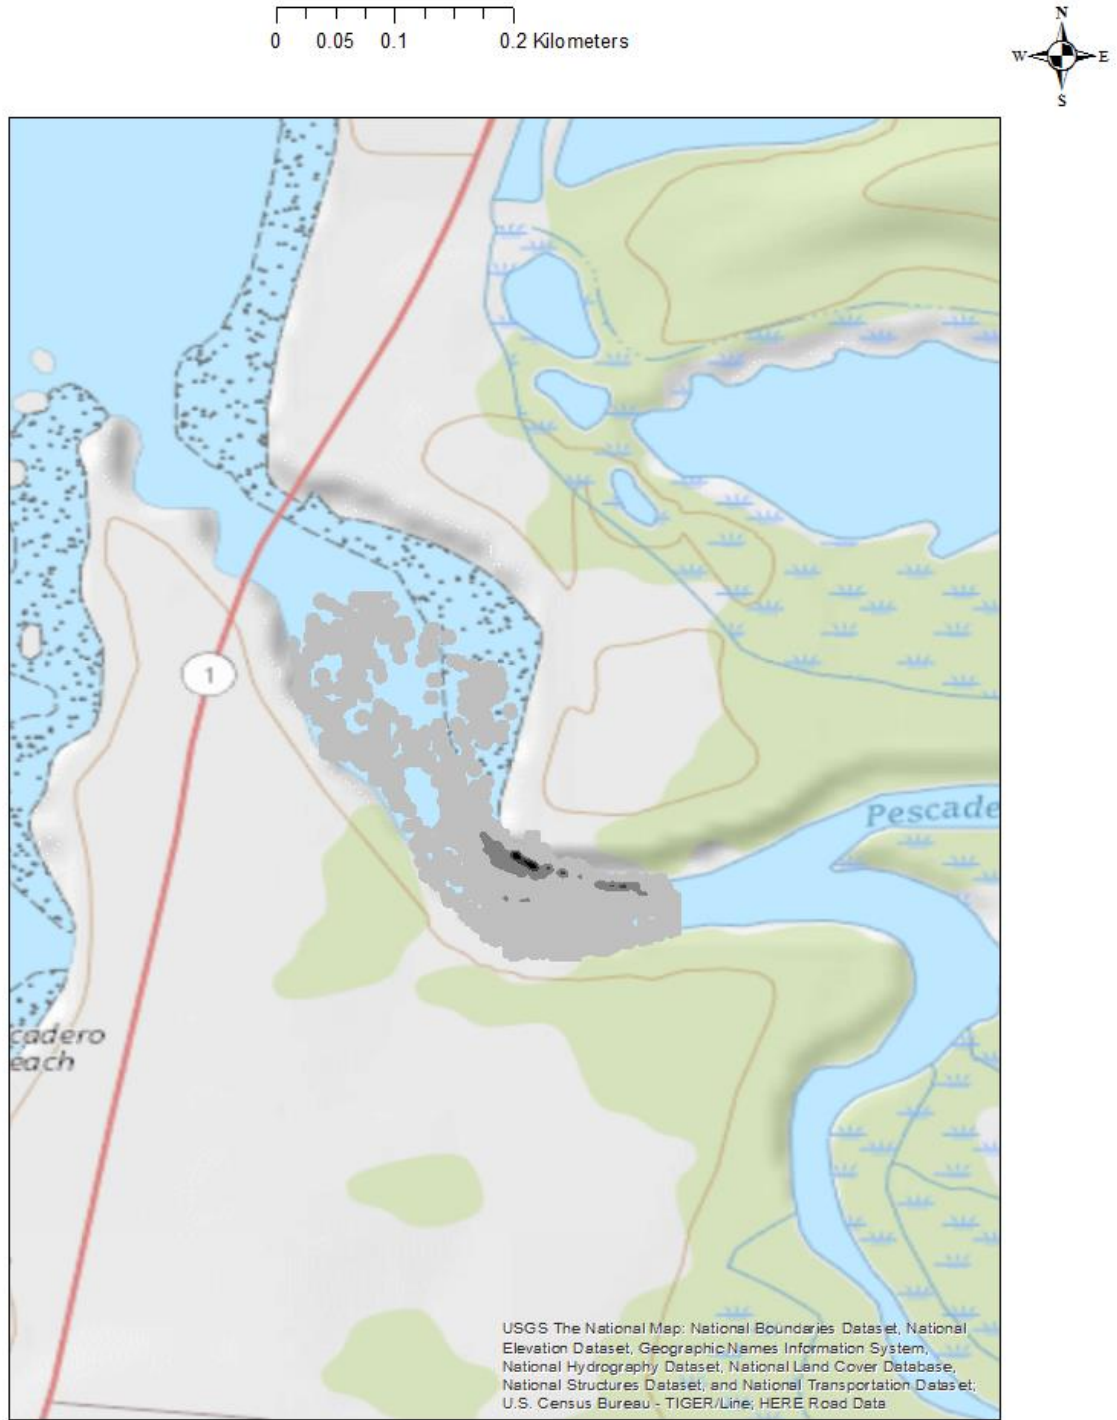 0 0.05 0.1 0.2 Kilometers
N
W E
S
1
Pescade
cadero
each
USGS The National Map: National Boundaries Dataset, National
Elevation Dataset, Geographic Names Information System,
National Hydrography Dataset, National Land Cover Database,
National Structures Dataset, and National Transportation Dataset;
U.S. Census Bureau - TIGER/Line; HERE Road Data